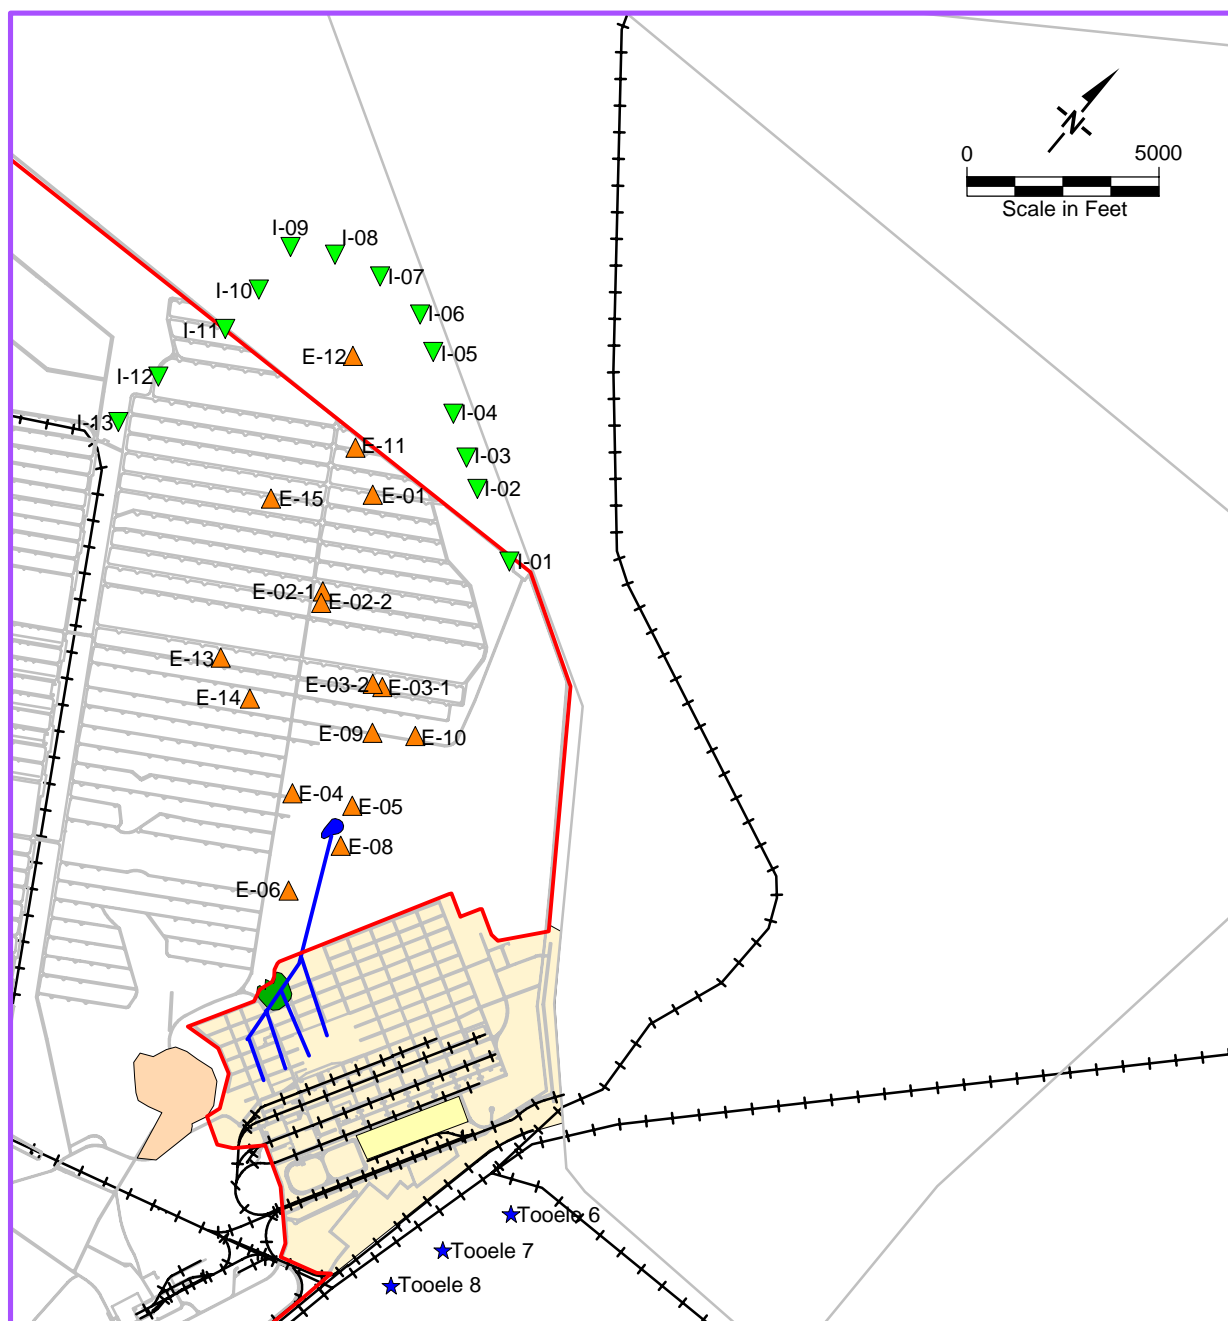 N
0 5000
Scale in Feet
I-09
I-08
I-07
I-10
I-06
I-11
I-05
E-12
I-12
I-04
I-13
E-11
I-03
I-02
E-15
E-01
I-01
E-02-1
E-02-2
E-13
E-03-2
E-03-1
E-14
E-09
E-10
E-04
E-05
E-08
E-06
Tooele 6
Tooele 7
Tooele 8